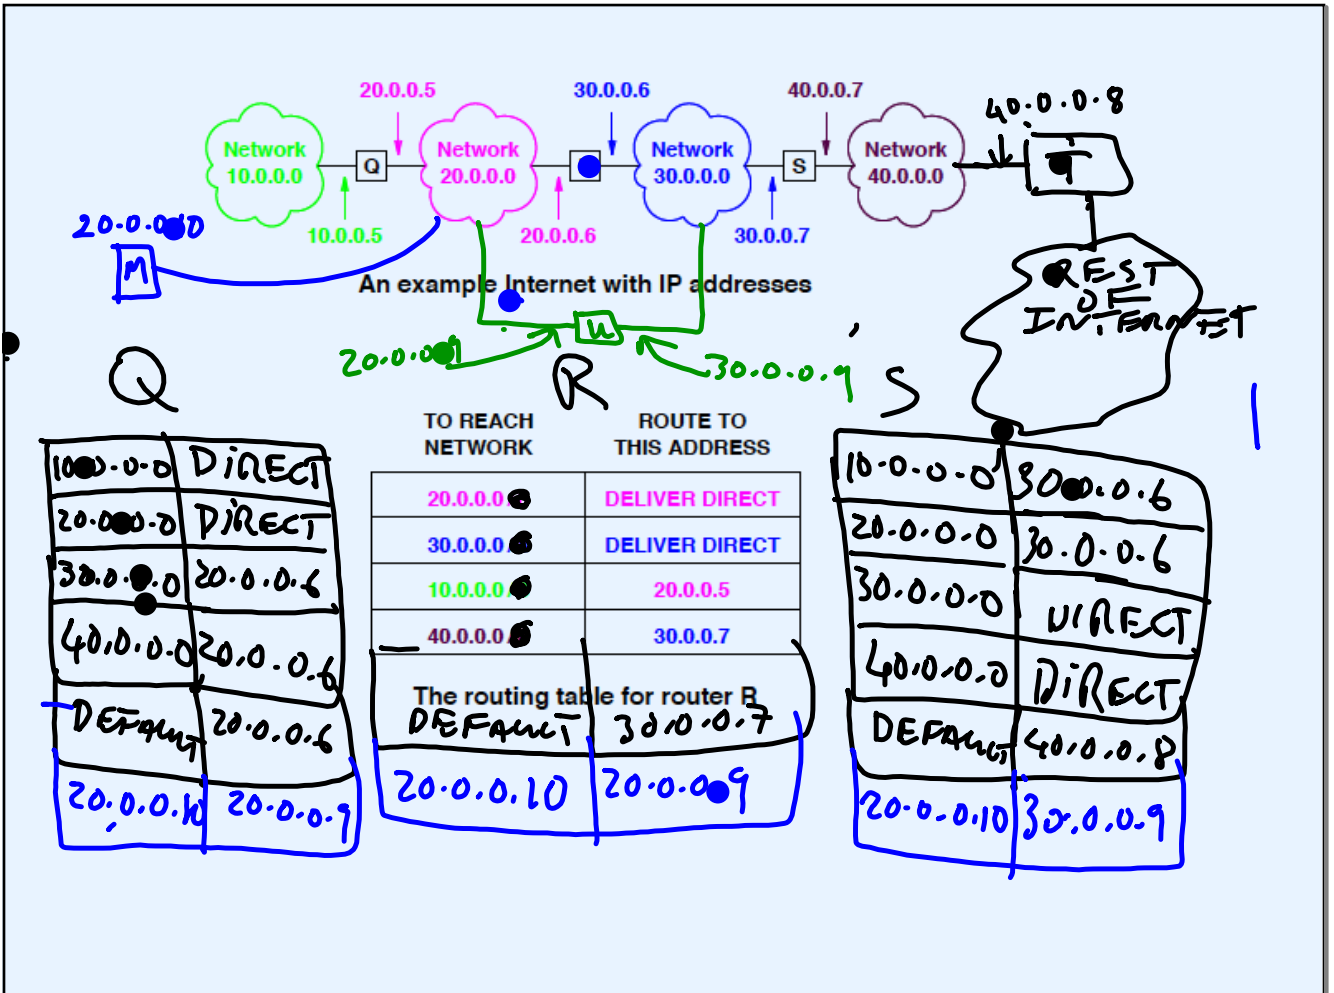 20.0.0.5
30.0.0.6
40.0.0.7
40.0.0.8
Network
10.0.0.0
Q
Network
20.0.0.0
Network
30.0.0.0
S
Network
40.0.0.0
T
10.0.0.5
20.0.0.6
30.0.0.7
M
REST
OF
INTERNET
An example Internet with IP addresses
U
30.0.0.9
Q
R
S
TO REACH
NETWORK
ROUTE TO
THIS ADDRESS
10.0.0.0 DIRECT
20.0.0.0 DIRECT
30.0.0.0 20.0.0.6
40.0.0.0 20.0.0.6
DEFAULT 20.0.0.6
20.0.0.10 20.0.0.9
20.0.0.0 DELIVER DIRECT
30.0.0.0 DELIVER DIRECT
10.0.0.0 20.0.0.5
40.0.0.0 30.0.0.7
The routing table for router R
DEFAULT 30.0.0.7
20.0.0.10 20.0.0.9
10.0.0.0 30.0.0.6
20.0.0.0 30.0.0.6
30.0.0.0 DIRECT
40.0.0.0 DIRECT
DEFAULT 40.0.0.8
20.0.0.10 30.0.0.9